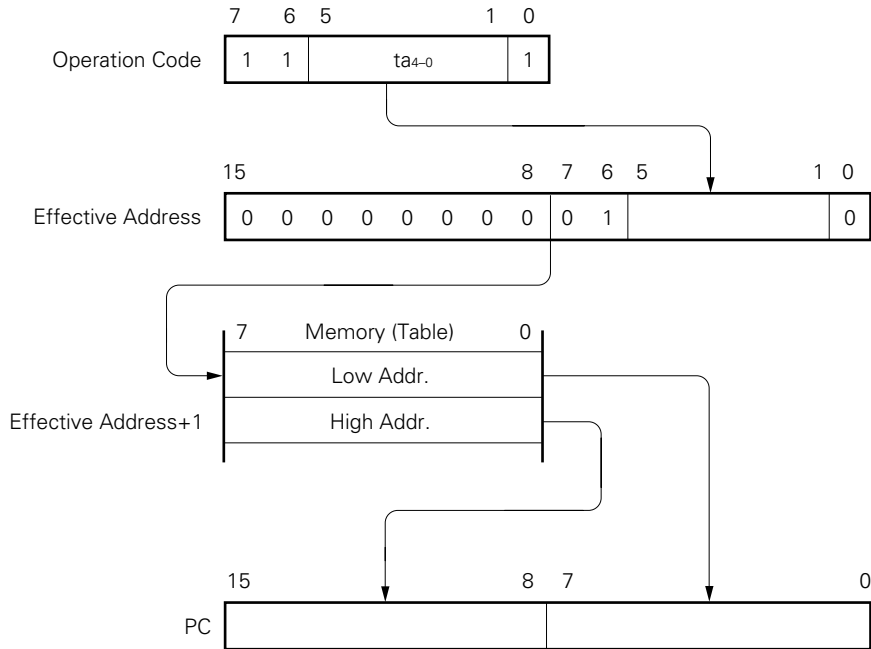 7 6 5 1 0
Operation Code 1 1 ta4–0 1
15 8 7 6 5 1 0
Effective Address 0 0 0 0 0 0 0 0 0 1 0
7 Memory (Table) 0
Low Addr.
Effective Address+1 High Addr.
15 8 7 0
PC